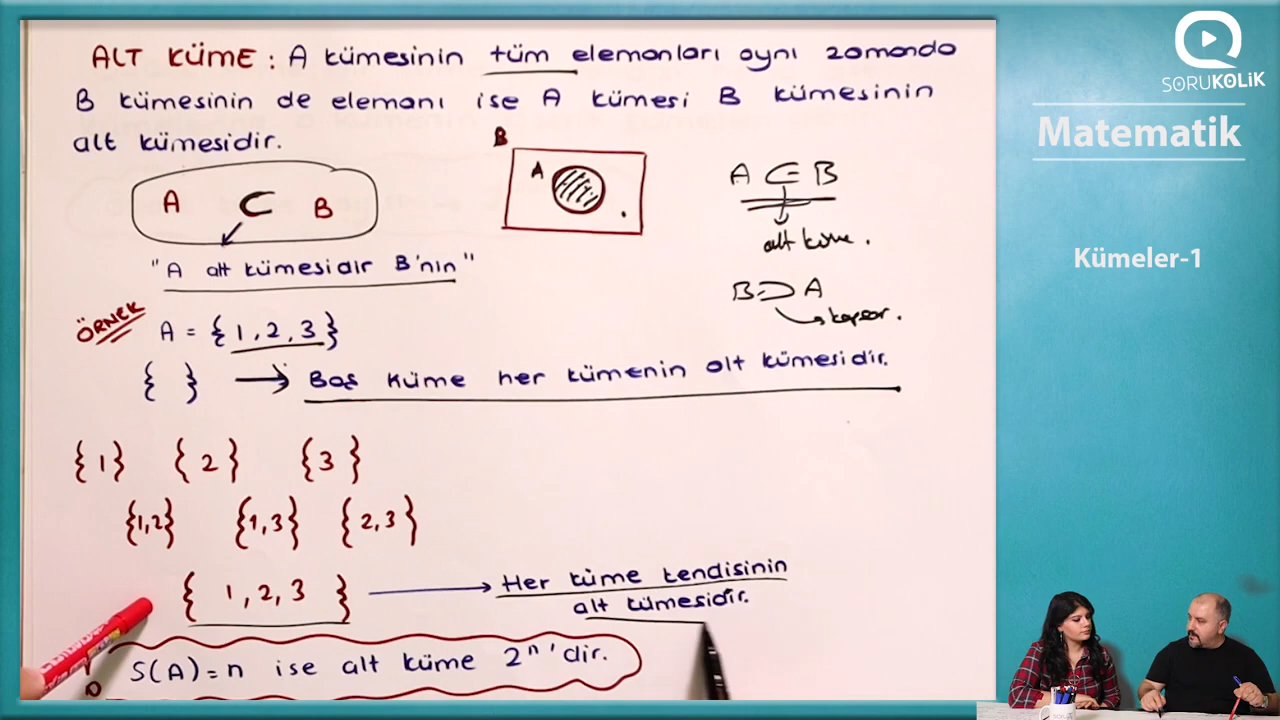 ALT KÜME : A kümesinin tüm elemanları aynı zamanda
B kümesinin de elemanı ise A kümesi B kümesinin
alt kümesidir.
A ⊂ B
"A alt kümesidir B'nin"
B
A
A ⊂ B
alt küme.
B ⊃ A
kapsar.
ÖRNEK
A = { 1, 2, 3 }
{ } → Boş Küme her kümenin alt kümesidir.
{ 1 } { 2 } { 3 }
{1,2} {1,3} { 2,3 }
{ 1, 2, 3 } → Her küme kendisinin
alt kümesidir.
S(A) = n ise alt küme 2ⁿ'dir.
SORUKOLİK
Matematik
Kümeler-1